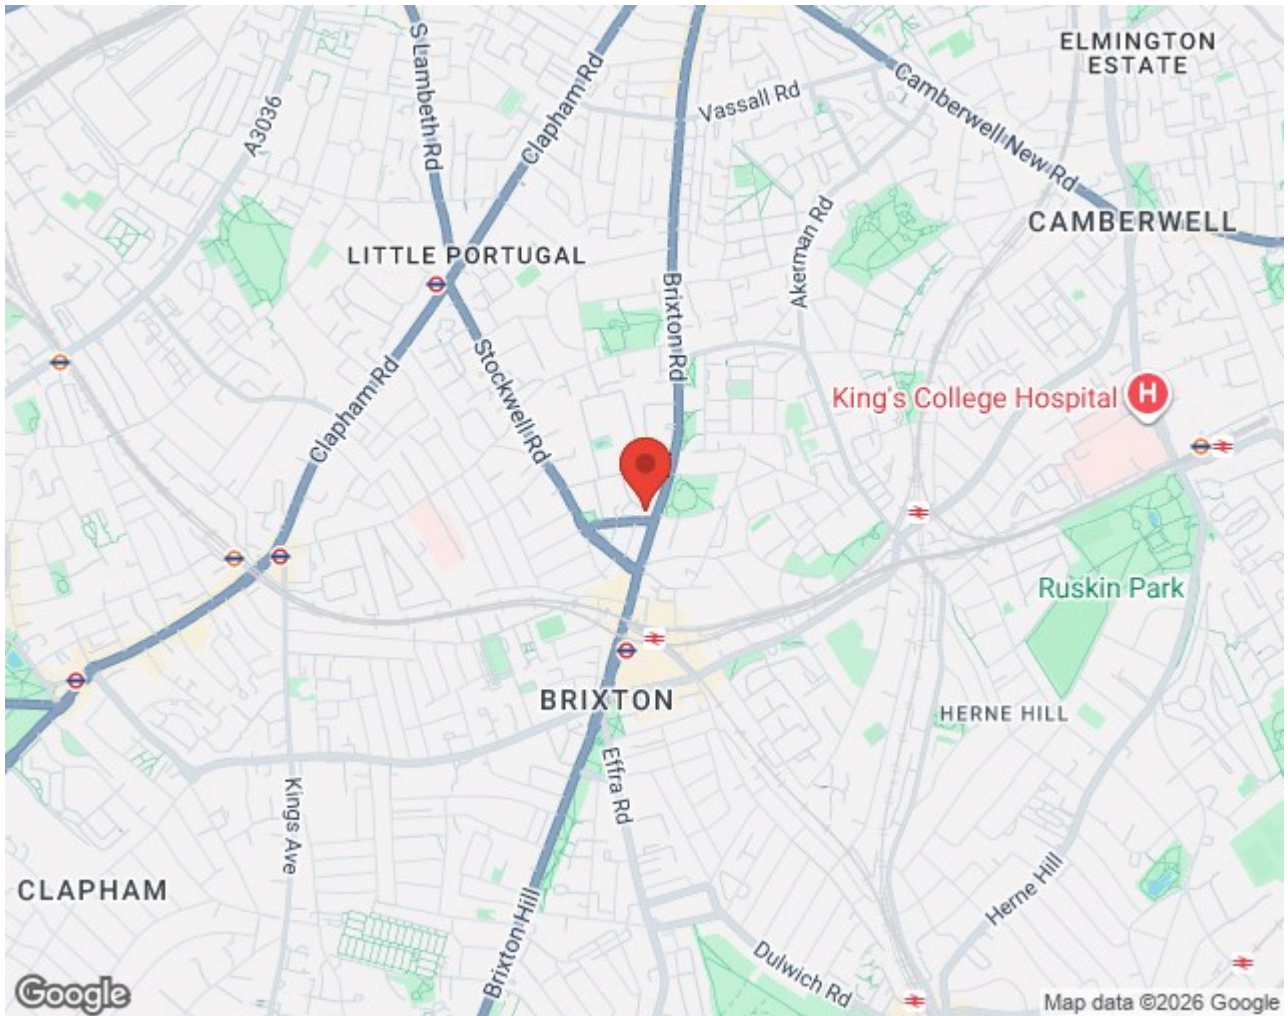 ELMINGTON
ESTATE
S Lambeth Rd
Clapham Rd
A3036
Vassall Rd
Camberwell New Rd
CAMBERWELL
Akerman Rd
LITTLE PORTUGAL
Brixton Rd
Stockwell Rd
Clapham Rd
King's College Hospital
H
Ruskin Park
BRIXTON
HERNE HILL
Effra Rd
Kings Ave
CLAPHAM
Brixton Hill
Herne Hill
Dulwich Rd
Google
Map data ©2026 Google